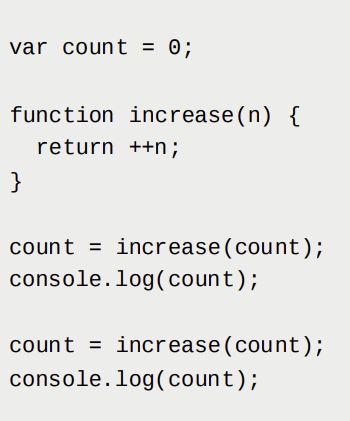 var count = 0;
function increase(n) {
  return ++n;
}
count = increase(count);
console.log(count);
count = increase(count);
console.log(count);